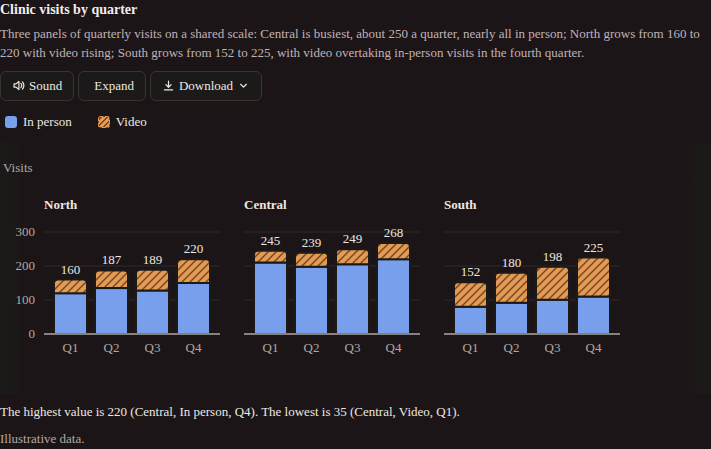 Clinic visits by quarter
Three panels of quarterly visits on a shared scale: Central is busiest, about 250 a quarter, nearly all in person; North grows from 160 to
220 with video rising; South grows from 152 to 225, with video overtaking in-person visits in the fourth quarter.
Sound Expand Download
In person Video
Visits
North Central South
300
200
100
0
160 187 189 220
245 239 249 268
152 180 198 225
Q1 Q2 Q3 Q4 Q1 Q2 Q3 Q4 Q1 Q2 Q3 Q4
The highest value is 220 (Central, In person, Q4). The lowest is 35 (Central, Video, Q1).
Illustrative data.